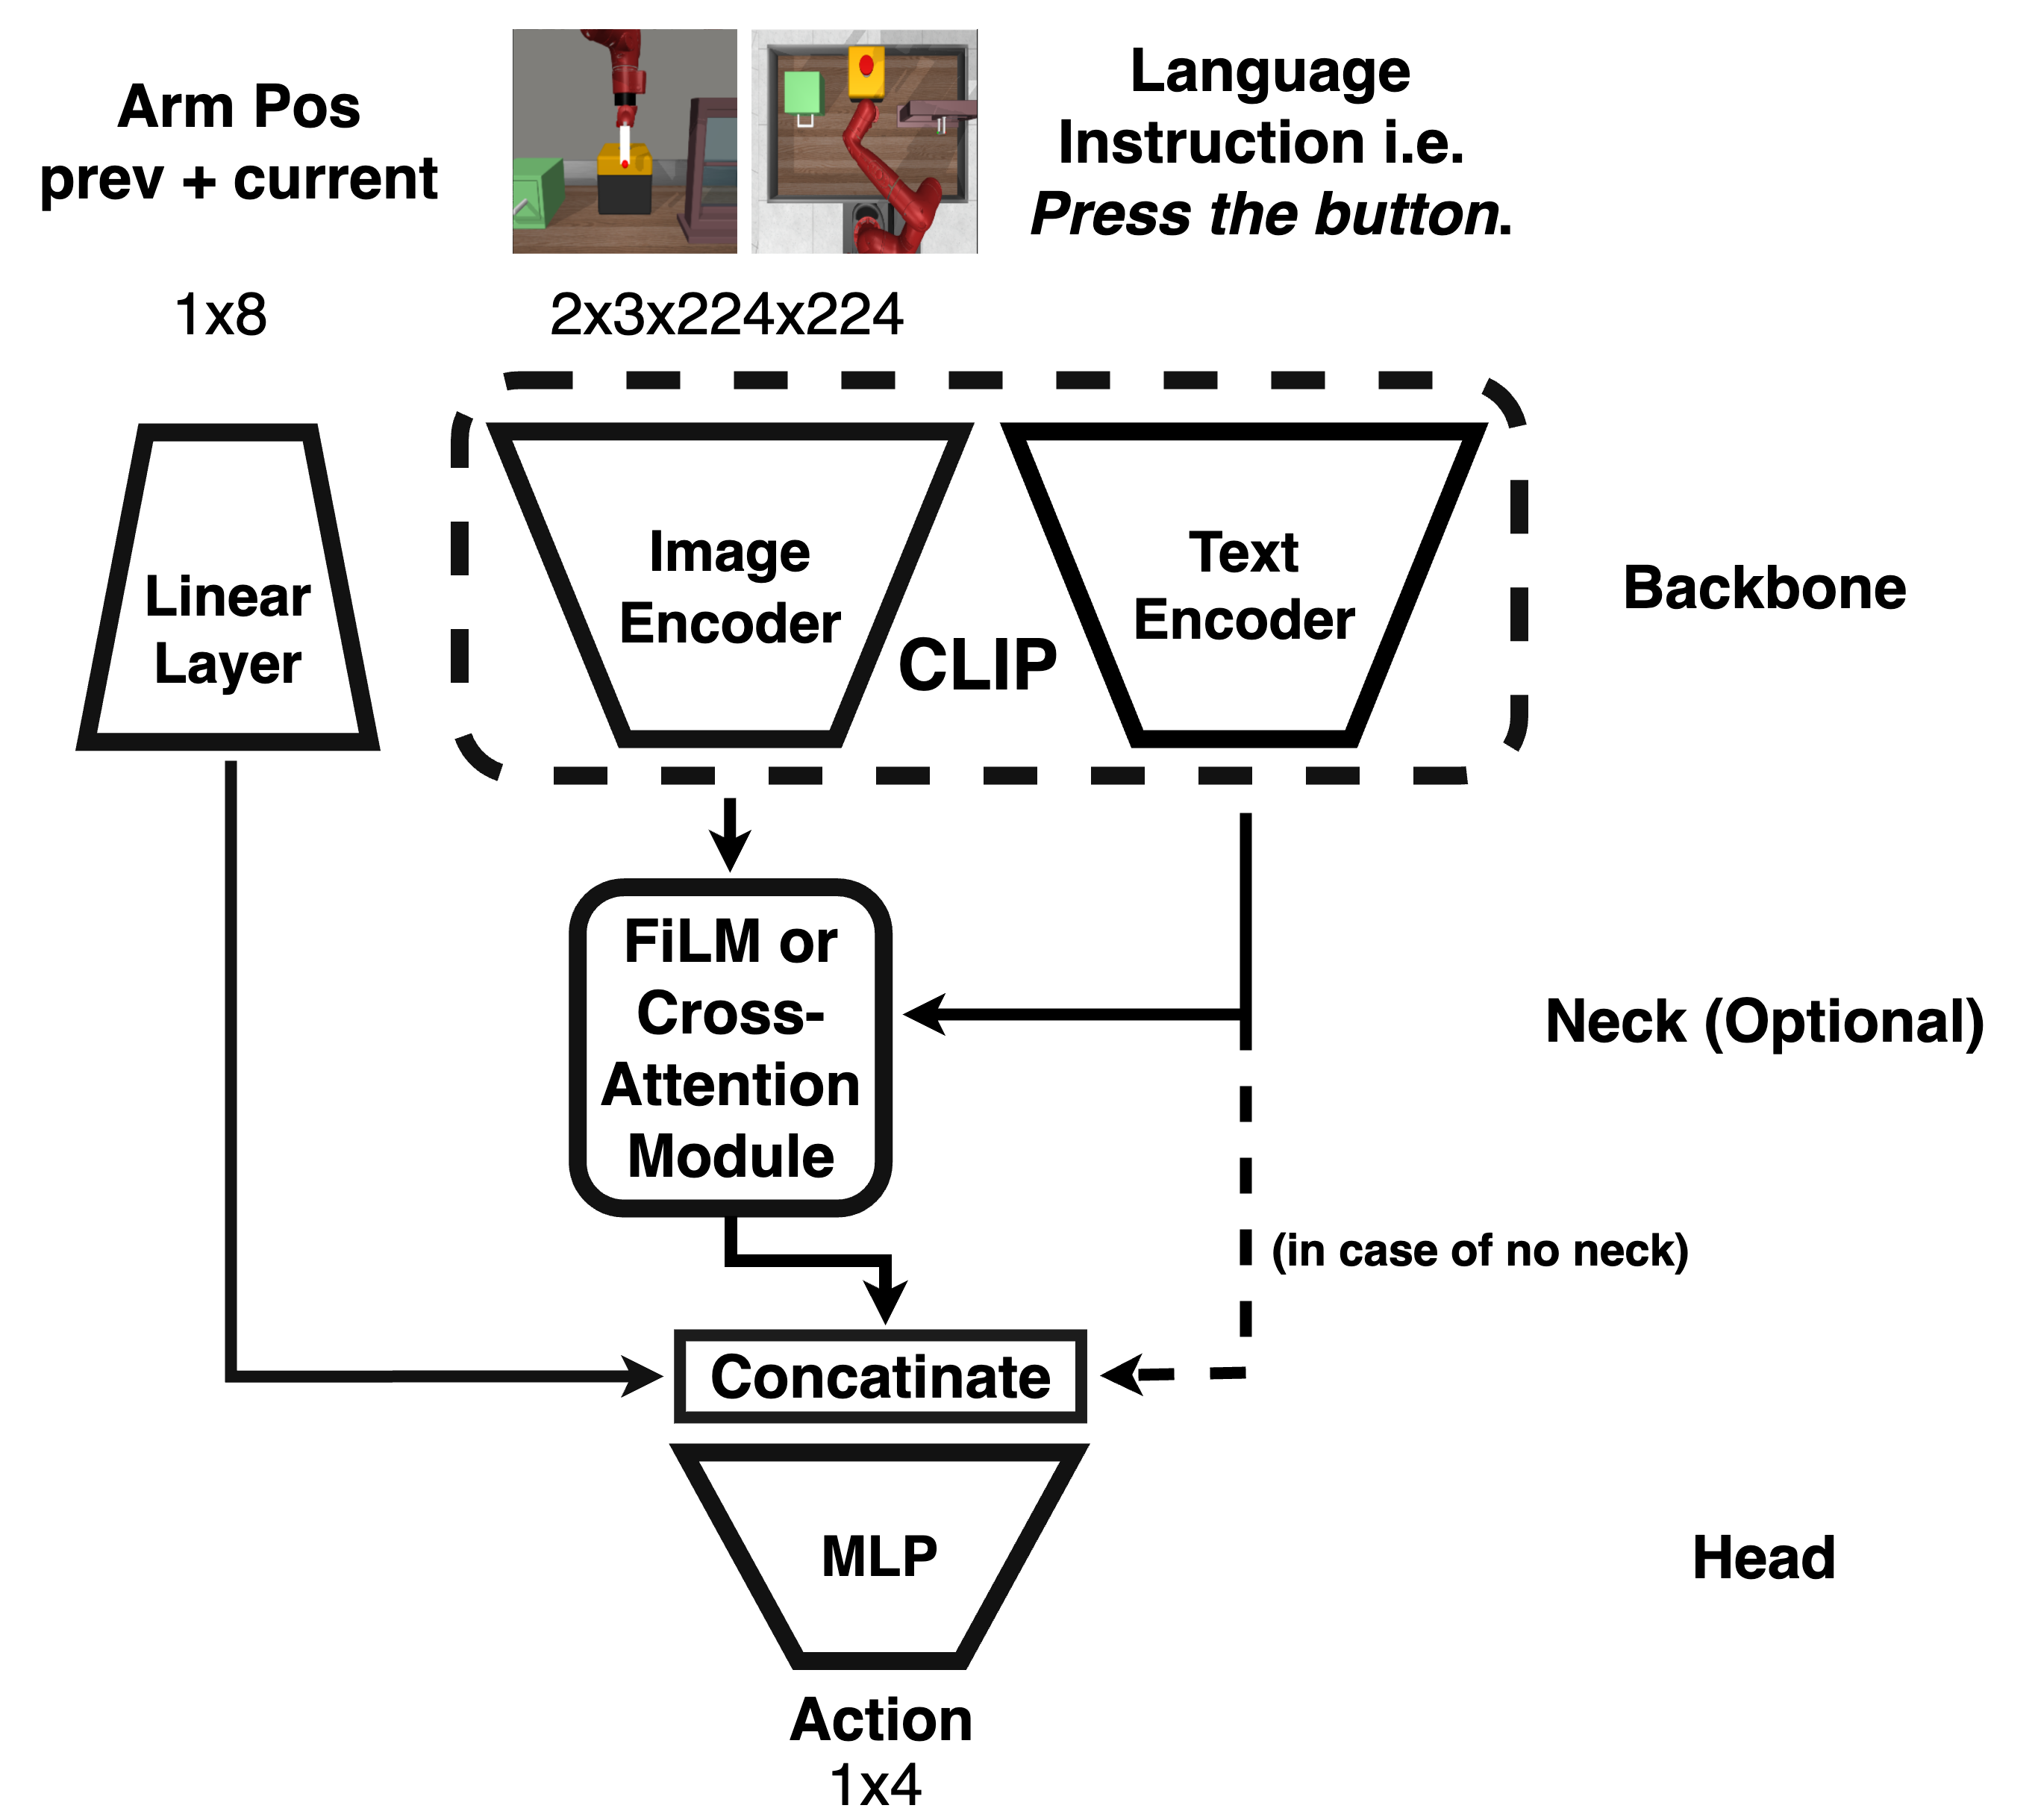 Arm Pos
prev + current
1x8
2x3x224x224
Language
Instruction i.e.
Press the button.
Linear
Layer
Image
Encoder
CLIP
Text
Encoder
Backbone
FiLM or
Cross-
Attention
Module
Neck (Optional)
(in case of no neck)
Concatinate
MLP
Head
Action
1x4